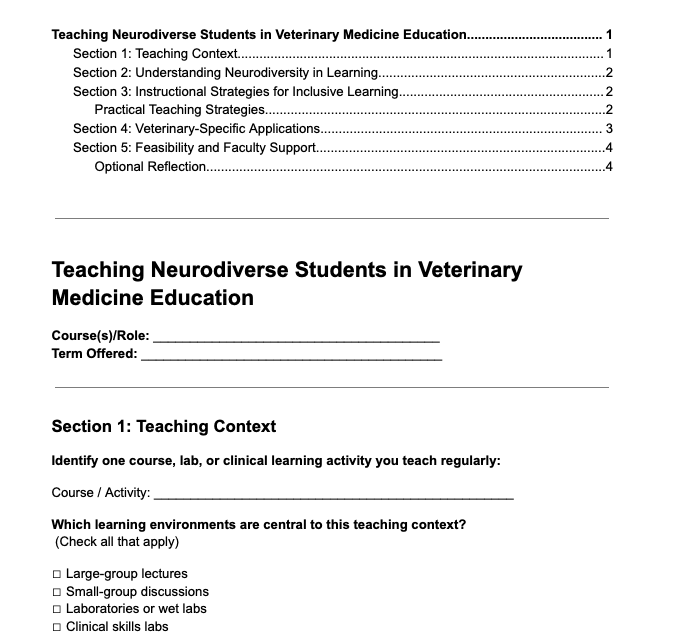 Teaching Neurodiverse Students in Veterinary Medicine Education.................................... 1
Section 1: Teaching Context.................................................................................................... 1
Section 2: Understanding Neurodiversity in Learning..............................................................2
Section 3: Instructional Strategies for Inclusive Learning........................................................ 2
Practical Teaching Strategies.............................................................................................2
Section 4: Veterinary-Specific Applications............................................................................. 3
Section 5: Feasibility and Faculty Support...............................................................................4
Optional Reflection.............................................................................................................4
Teaching Neurodiverse Students in Veterinary
Medicine Education
Course(s)/Role: ________________________________________
Term Offered: __________________________________________
Section 1: Teaching Context
Identify one course, lab, or clinical learning activity you teach regularly:
Course / Activity: __________________________________________________
Which learning environments are central to this teaching context?
(Check all that apply)
☐ Large-group lectures
☐ Small-group discussions
☐ Laboratories or wet labs
☐ Clinical skills labs